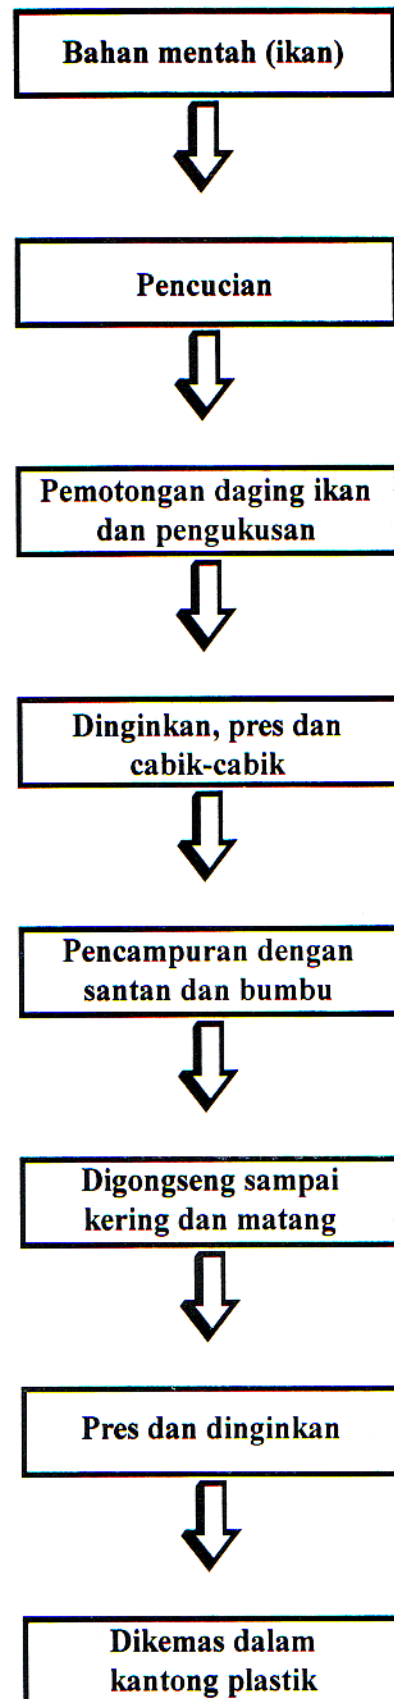 Bahan mentah (ikan)
Pencucian
Pemotongan daging ikan
dan pengukusan
Dinginkan, pres dan
cabik-cabik
Pencampuran dengan
santan dan bumbu
Digongseng sampai
kering dan matang
Pres dan dinginkan
Dikemas dalam
kantong plastik